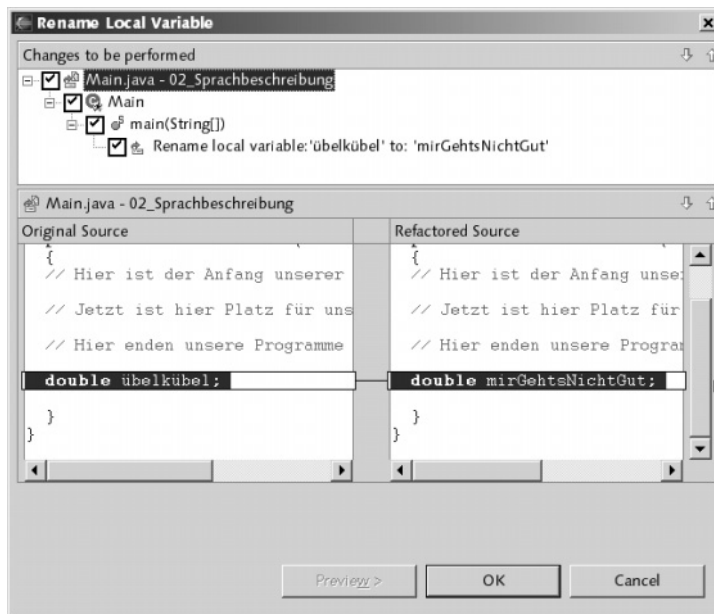 Rename Local Variable
Changes to be performed
Main.java - 02_Sprachbeschreibung
Main
main(String[])
Rename local variable:'übelkübel' to: 'mirGehtsNichtGut'
Main.java - 02_Sprachbeschreibung
Original Source
{
// Hier ist der Anfang unserer
// Jetzt ist hier Platz für uns
// Hier enden unsere Programme
double übelkübel;
}
}
Refactored Source
{
// Hier ist der Anfang unse
// Jetzt ist hier Platz für
// Hier enden unsere Progra
double mirGehtsNichtGut;
}
}
Preview >
OK
Cancel